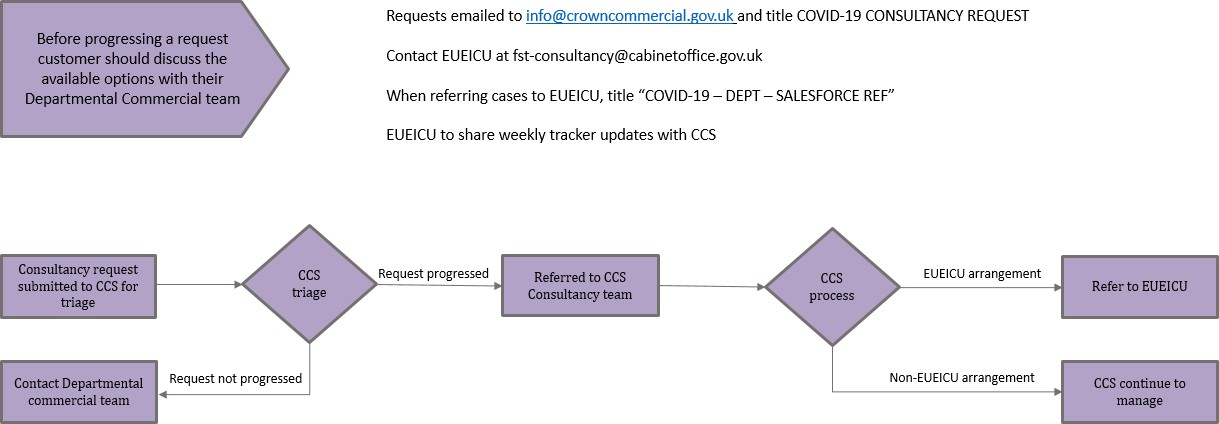 Before progressing a request
customer should discuss the
available options with their
Departmental Commercial team
Requests emailed to info@crowncommercial.gov.uk and title COVID-19 CONSULTANCY REQUEST
Contact EUEICU at fst-consultancy@cabinetoffice.gov.uk
When referring cases to EUEICU, title “COVID-19 – DEPT – SALESFORCE REF”
EUEICU to share weekly tracker updates with CCS
Consultancy request
submitted to CCS for
triage
CCS
triage
Request progressed
Referred to CCS
Consultancy team
CCS
process
EUEICU arrangement
Refer to EUEICU
Contact Departmental
commercial team
Request not progressed
Non-EUEICU arrangement
CCS continue to
manage